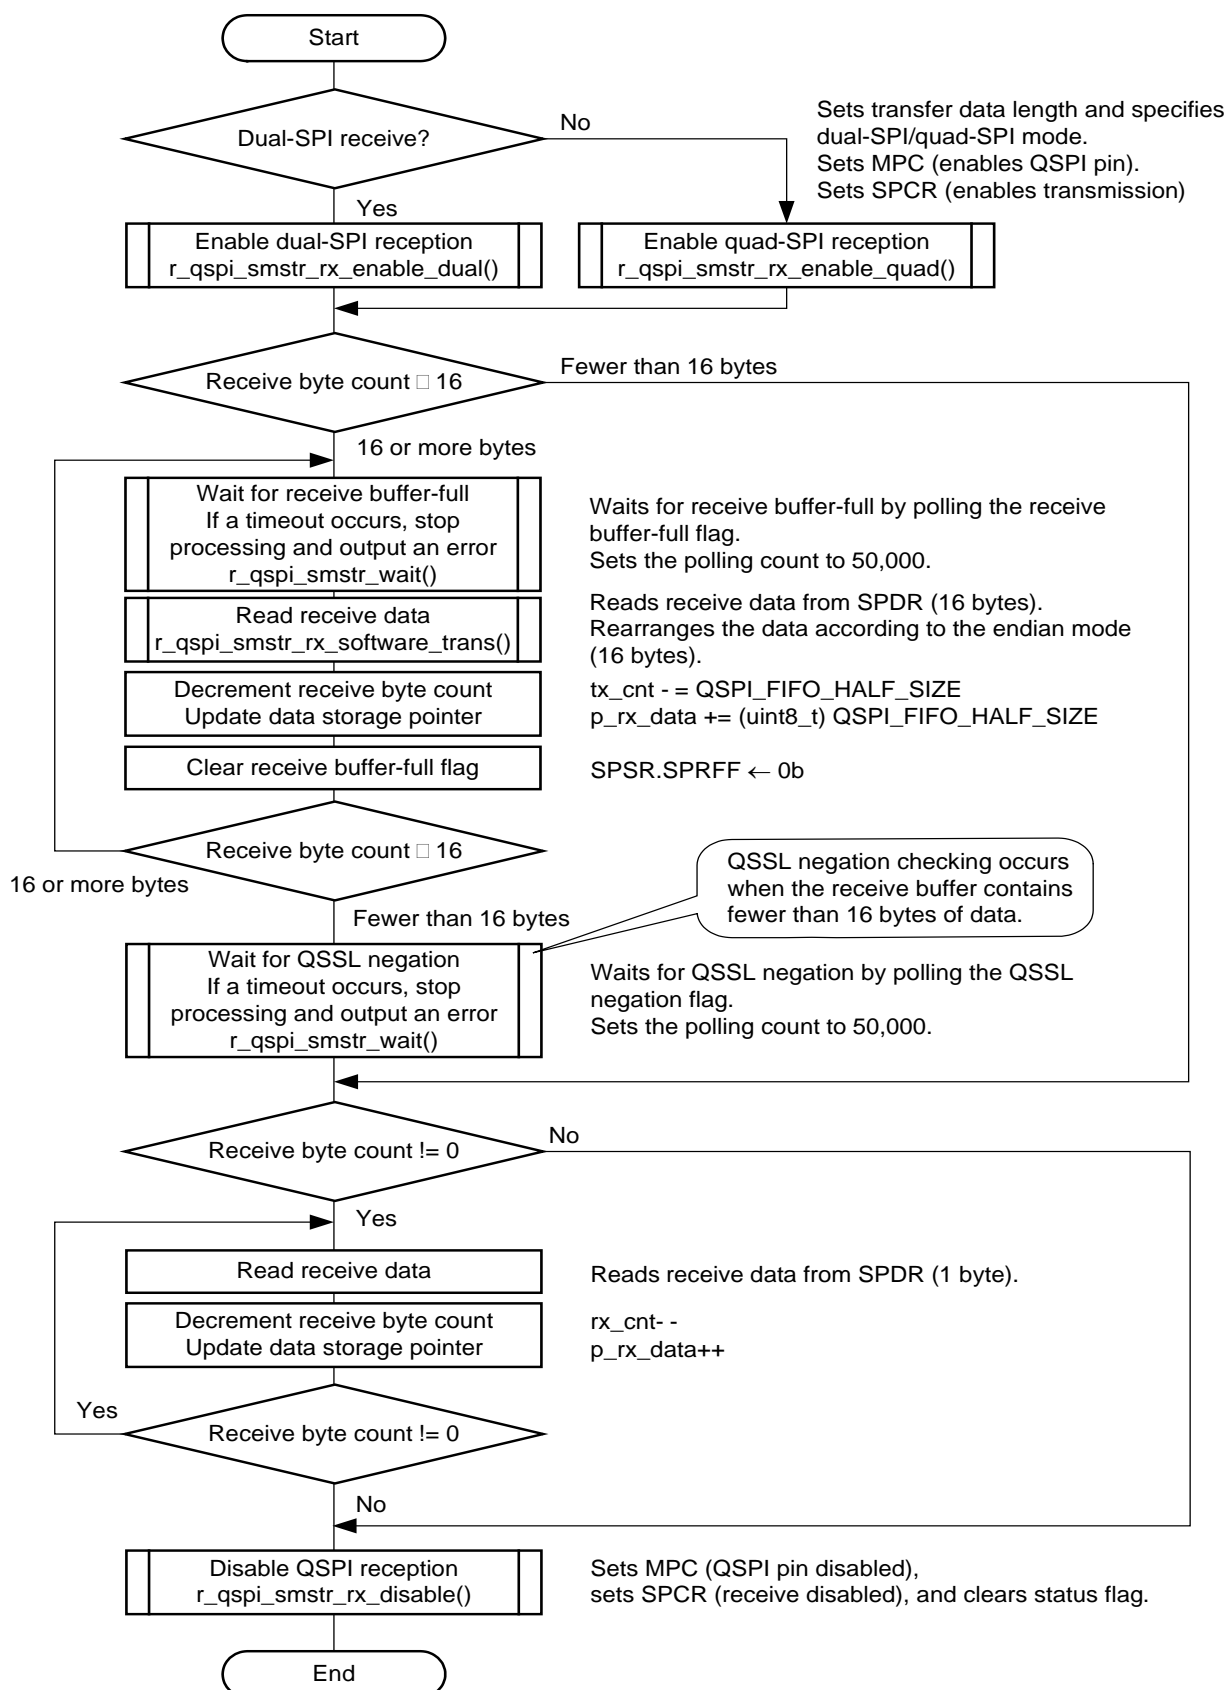 Start
Dual-SPI receive?
No
Sets transfer data length and specifies
dual-SPI/quad-SPI mode.
Sets MPC (enables QSPI pin).
Sets SPCR (enables transmission)
Yes
Enable dual-SPI reception
r_qspi_smstr_rx_enable_dual()
Enable quad-SPI reception
r_qspi_smstr_rx_enable_quad()
Receive byte count □ 16
Fewer than 16 bytes
16 or more bytes
Wait for receive buffer-full
If a timeout occurs, stop
processing and output an error
r_qspi_smstr_wait()
Waits for receive buffer-full by polling the receive
buffer-full flag.
Sets the polling count to 50,000.
Read receive data
r_qspi_smstr_rx_software_trans()
Reads receive data from SPDR (16 bytes).
Rearranges the data according to the endian mode
(16 bytes).
Decrement receive byte count
Update data storage pointer
tx_cnt - = QSPI_FIFO_HALF_SIZE
p_rx_data += (uint8_t) QSPI_FIFO_HALF_SIZE
Clear receive buffer-full flag
SPSR.SPRFF ← 0b
Receive byte count □ 16
16 or more bytes
Fewer than 16 bytes
QSSL negation checking occurs
when the receive buffer contains
fewer than 16 bytes of data.
Wait for QSSL negation
If a timeout occurs, stop
processing and output an error
r_qspi_smstr_wait()
Waits for QSSL negation by polling the QSSL
negation flag.
Sets the polling count to 50,000.
Receive byte count != 0
No
Yes
Read receive data
Reads receive data from SPDR (1 byte).
Decrement receive byte count
Update data storage pointer
rx_cnt- -
p_rx_data++
Yes
Receive byte count != 0
No
Disable QSPI reception
r_qspi_smstr_rx_disable()
Sets MPC (QSPI pin disabled),
sets SPCR (receive disabled), and clears status flag.
End